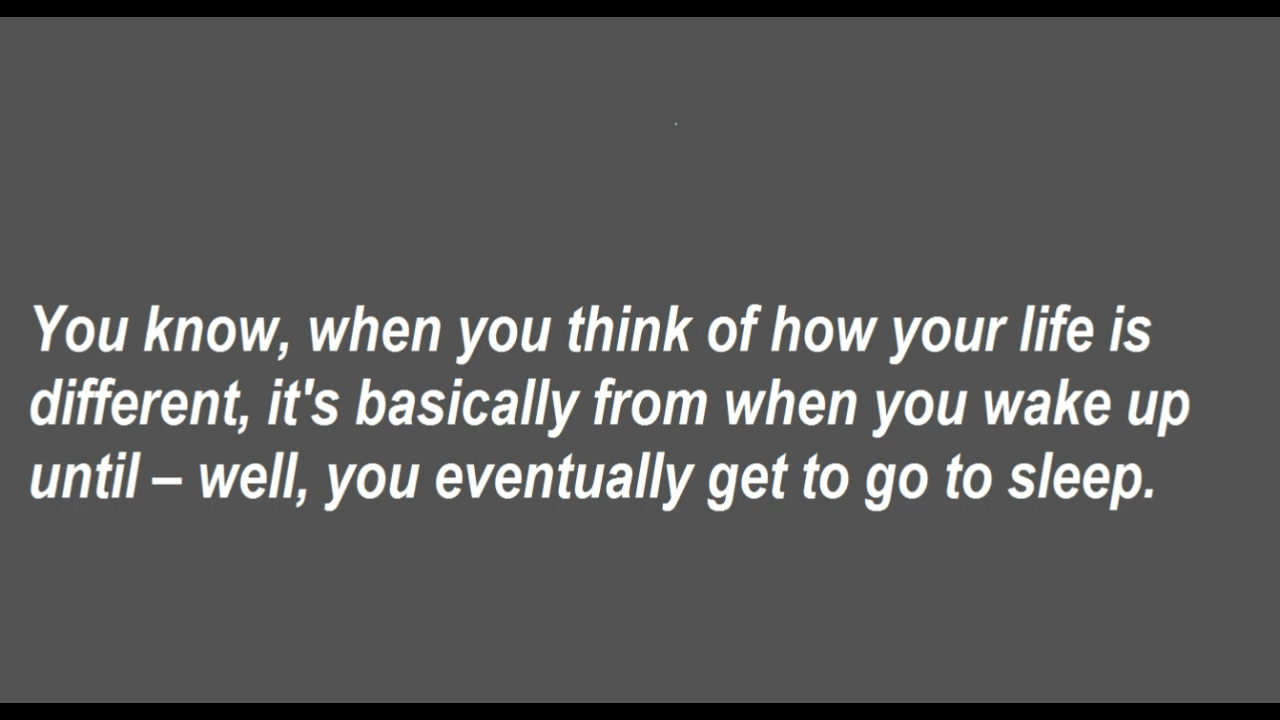 You know, when you think of how your life is
different, it's basically from when you wake up
until – well, you eventually get to go to sleep.